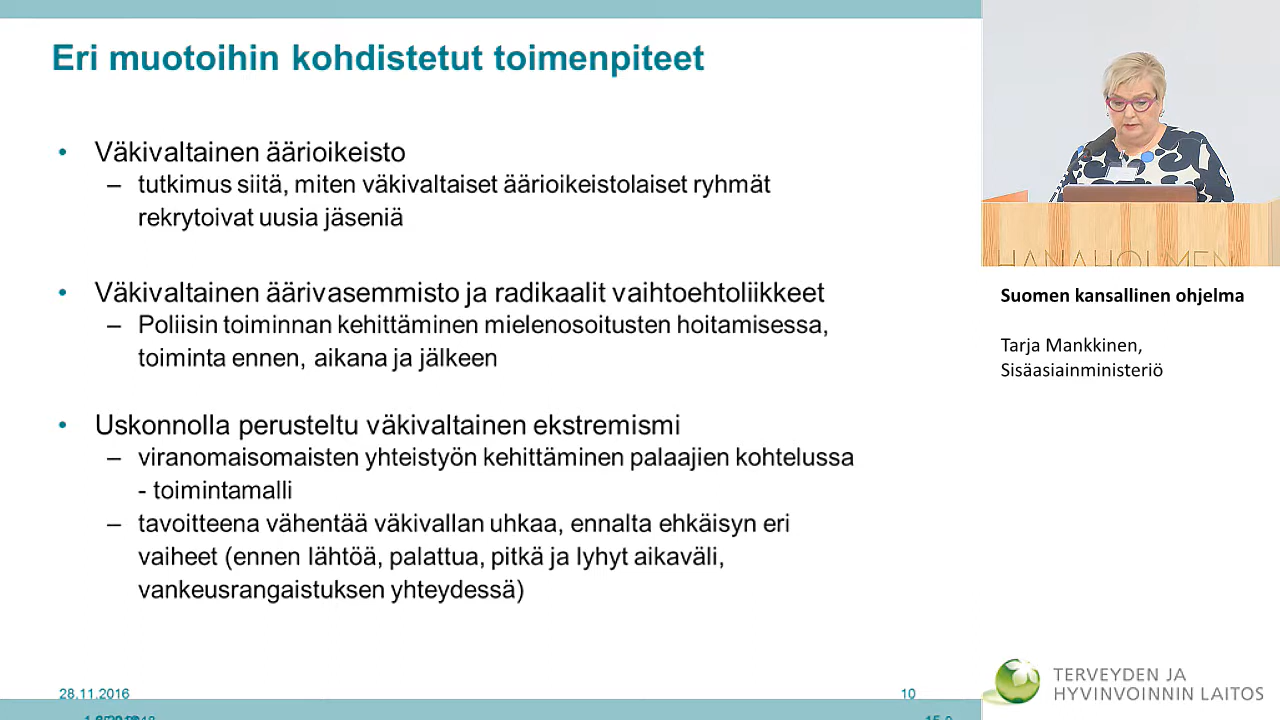 Eri muotoihin kohdistetut toimenpiteet
• Väkivaltainen äärioikeisto
– tutkimus siitä, miten väkivaltaiset äärioikeistolaiset ryhmät
rekrytoivat uusia jäseniä
• Väkivaltainen äärivasemmisto ja radikaalit vaihtoehtoliikkeet
– Poliisin toiminnan kehittäminen mielenosoitusten hoitamisessa,
toiminta ennen, aikana ja jälkeen
• Uskonnolla perusteltu väkivaltainen ekstremismi
– viranomaisomaisten yhteistyön kehittäminen palaajien kohtelussa
- toimintamalli
– tavoitteena vähentää väkivallan uhkaa, ennalta ehkäisyn eri
vaiheet (ennen lähtöä, palattua, pitkä ja lyhyt aikaväli,
vankeusrangaistuksen yhteydessä)
28.11.2016
10
HANAHOLMEN
Suomen kansallinen ohjelma
Tarja Mankkinen,
Sisäasiainministeriö
TERVEYDEN JA
HYVINVOINNIN LAITOS